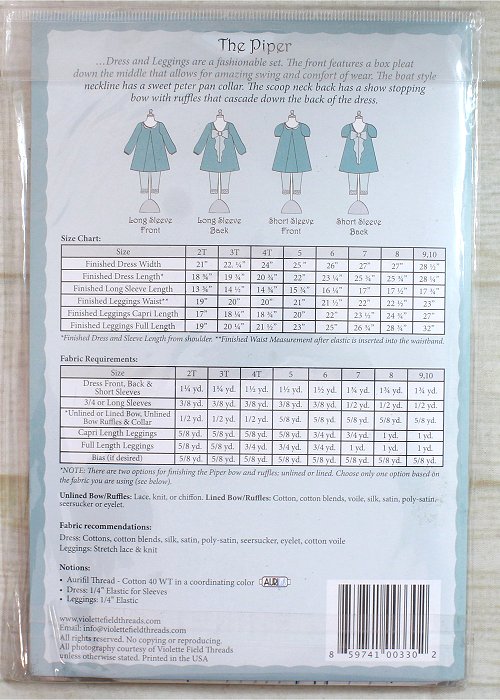 The Piper
...Dress and Leggings are a fashionable set. The front features a box pleat
down the middle that allows for amazing swing and comfort of wear. The boat style
neckline has a sweet peter pan collar. The scoop neck back has a show stopping
bow with ruffles that cascade down the back of the dress.
Long Sleeve Front
Long Sleeve Back
Short Sleeve Front
Short Sleeve Back
Size Chart:
Size 2T 3T 4T 5 6 8 9,10
Finished Dress Width 21" 22, ¼" 24" 25" 26" 27" 27" 28 ½"
Finished Dress Length* 18 ¾" 19 ¾" 20 ¾" 22" 23 ¼" 25 ¾" 25 ¾" 28 ¼"
Finished Long Sleeve Length 13 ¾" 14 ½" 14 ¾" 15 ¾" 16 ¼" 17" 17 ½" 17 ¾"
Finished Leggings Waist** 19" 20" 20" 21" 21 ½" 22" 22 ½" 23"
Finished Leggings Capri Length 17" 18 ¾" 18 ¾" 20" 22" 23 ½" 24 ¾" 27"
Finished Leggings Full Length 19" 20 ¼" 21 ½" 23" 25" 26 ¾" 28 ¾" 32"
*Finished Dress and Sleeve Length from shoulder. **Finished Waist Measurement after elastic is inserted into the waistband.
Fabric Requirements:
Size 2T 3T 4T 5 6 7 8 9,10
Dress Front, Back &
Short Sleeves 1¼ yd. 1¾ yd. 1½ yd. 1½ yd. 1½ yd. 1¾ yd. 1¾ yd. 1¾ yd.
3/4 or Long Sleeves 3/8 yd. 3/8 yd. 3/8 yd. 3/8 yd. 3/8 yd. 1/2 yd. 1/2 yd. 1/2 yd.
*Unlined or Lined Bow, Unlined
Bow Ruffles & Collar 1/2 yd. 1/2 yd. 1/2 yd. 5/8 yd. 5/8 yd. 5/8 yd. 5/8 yd. 5/8 yd.
Capri Length Leggings 5/8 yd. 5/8 yd. 5/8 yd. 5/8 yd. 3/4 yd. 3/4 yd. 1 yd. 1 yd.
Full Length Leggings 5/8 yd. 5/8 yd. 5/8 yd. 3/4 yd. 3/4 yd. 1 yd. 1 yd. 1 yd.
Bias (if desired) 5/8 yd. 5/8 yd. 5/8 yd. 5/8 yd. 5/8 yd. 5/8 yd. 5/8 yd. 5/8 yd.
*NOTE: There are two options for finishing the Piper bow and ruffles: unlined or lined. Choose only one option based on
the fabric you are using (see below).
Unlined Bow/Ruffles: Lace, knit, or chiffon. Lined Bow/Ruffles: Cotton, cotton blends, voile, silk, satin, poly-satin,
seersucker or eyelet.
Fabric recommendations:
Dress: Cottons, cotton blends, silk, satin, poly-satin, seersucker, eyelet, cotton voile
Leggings: Stretch lace & knit
Notions:
• Aurifil Thread - Cotton 40 WT in a coordinating color
• Dress: 1/4" Elastic for Sleeves
• Leggings: 1/4" Elastic
www.violettefieldthreads.com
Email: info@violettefieldthreads.com
All rights reserved. No copying or reproducing.
All photography courtesy of Violette Field Threads
unless otherwise stated. Printed in the USA
8 59741 00330 2